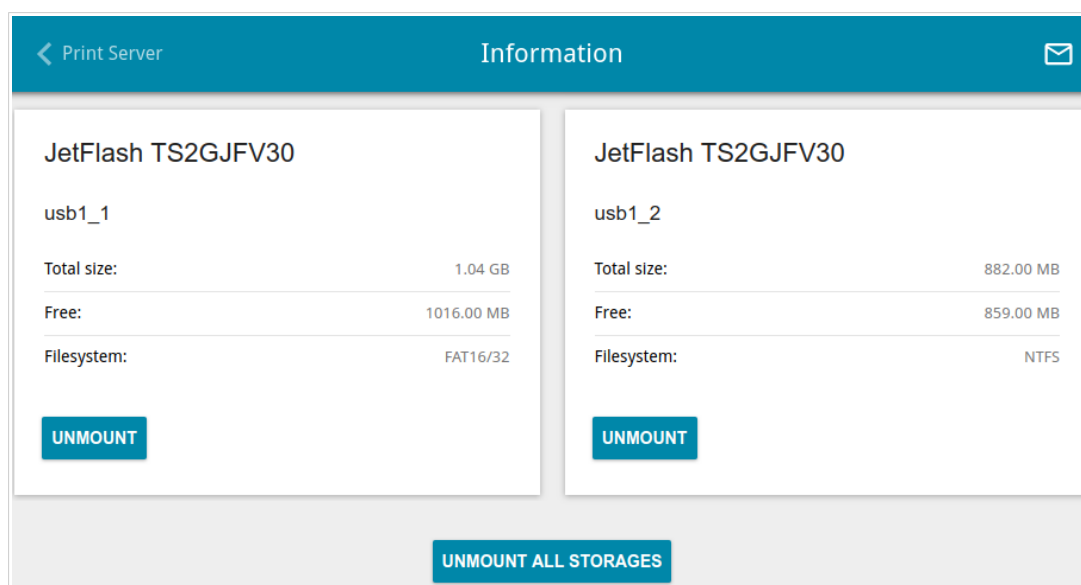 Print Server
Information
JetFlash TS2GJFV30
usb1_1
Total size: 1.04 GB
Free: 1016.00 MB
Filesystem: FAT16/32
UNMOUNT
JetFlash TS2GJFV30
usb1_2
Total size: 882.00 MB
Free: 859.00 MB
Filesystem: NTFS
UNMOUNT
UNMOUNT ALL STORAGES